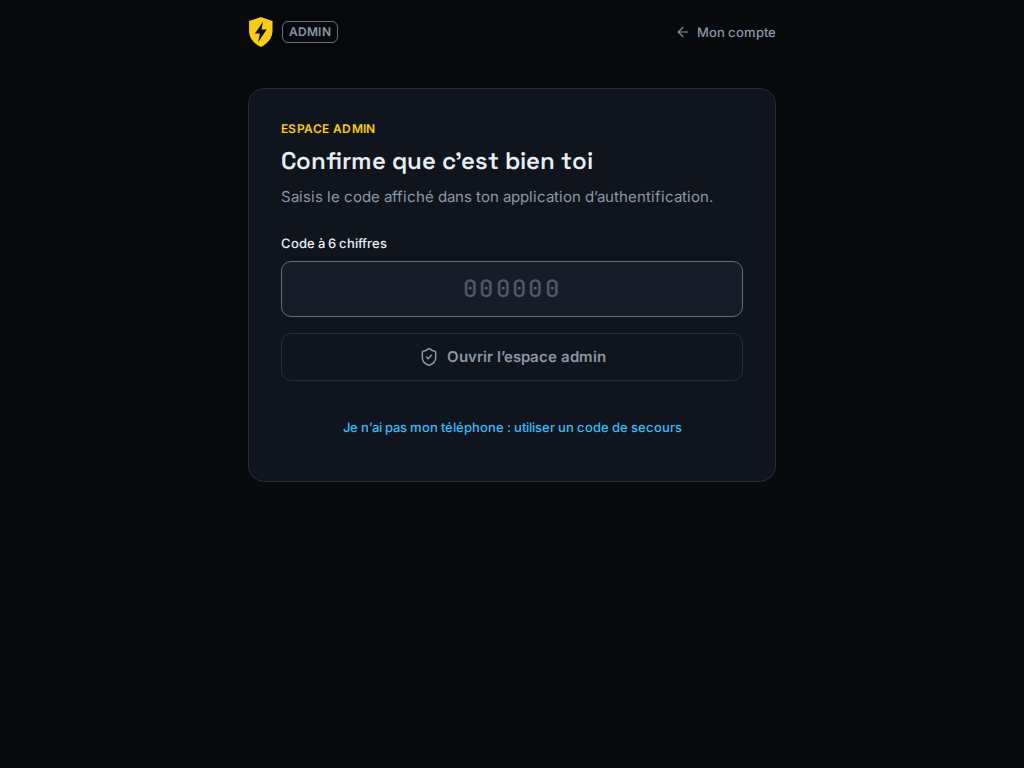 ADMIN
Mon compte
ESPACE ADMIN
Confirme que c’est bien toi
Saisis le code affiché dans ton application d’authentification.
Code à 6 chiffres
000000
Ouvrir l’espace admin
Je n’ai pas mon téléphone : utiliser un code de secours